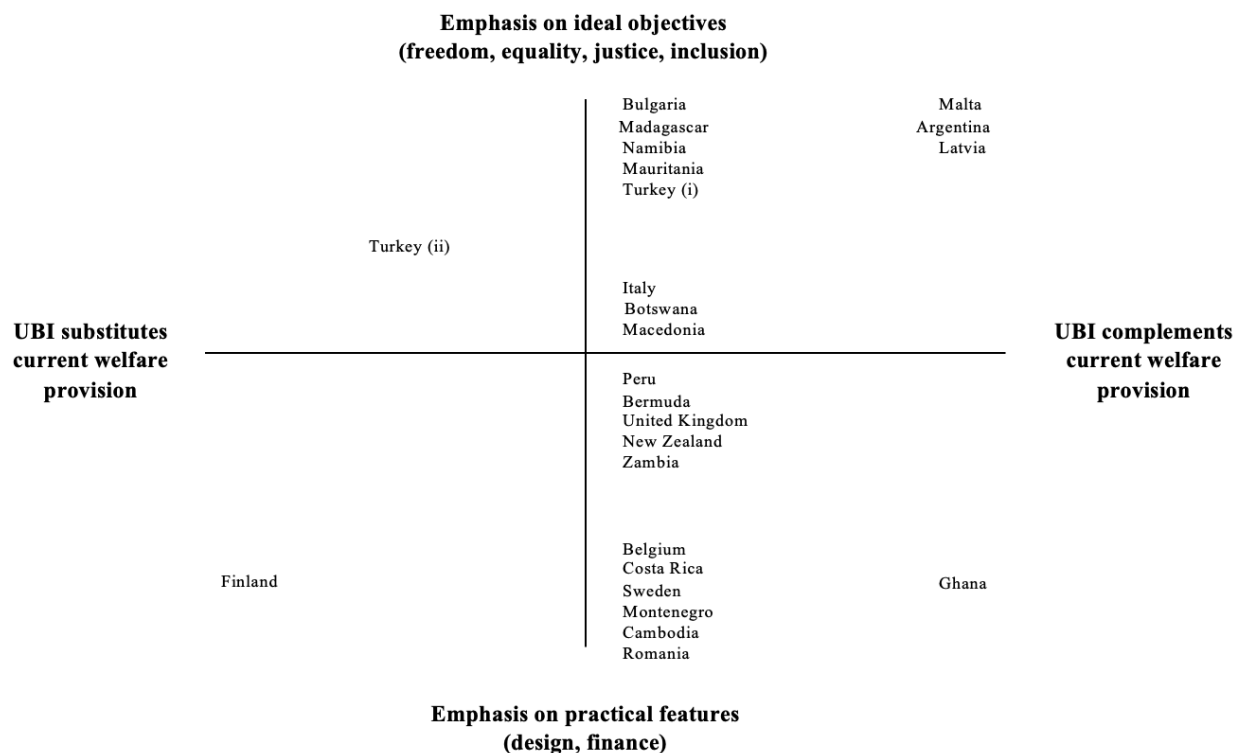 Emphasis on ideal objectives
(freedom, equality, justice, inclusion)
Bulgaria
Madagascar
Namibia
Mauritania
Turkey (i)
Malta
Argentina
Latvia
Turkey (ii)
Italy
Botswana
Macedonia
UBI substitutes
current welfare
provision
UBI complements
current welfare
provision
Peru
Bermuda
United Kingdom
New Zealand
Zambia
Finland
Belgium
Costa Rica
Sweden
Montenegro
Cambodia
Romania
Ghana
Emphasis on practical features
(design, finance)